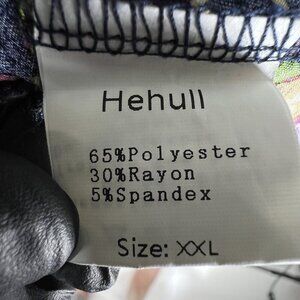 Hehull
65%Polyester
30%Rayon
5%Spandex
Size: XXL